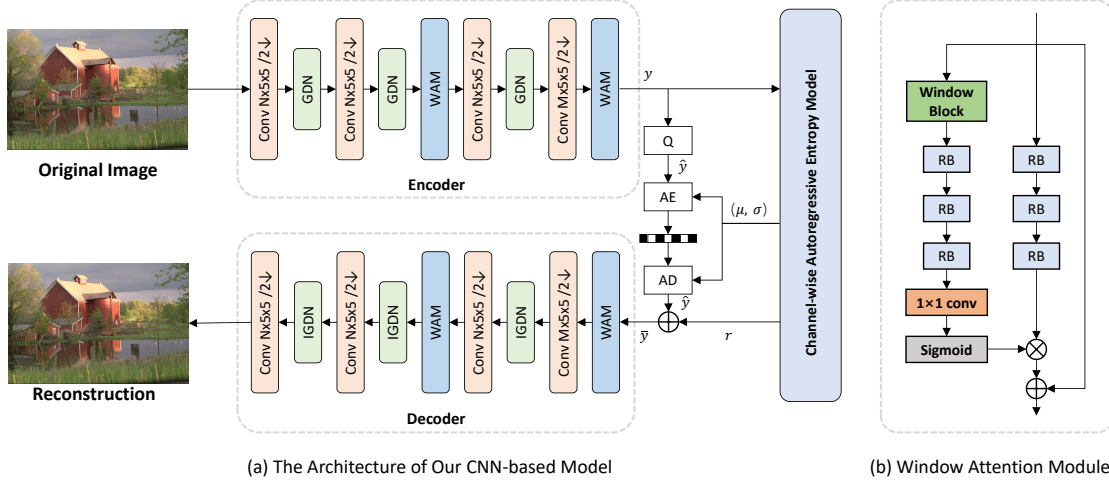 Conv Nx5x5 /2↓
GDN
Conv Nx5x5 /2↓
GDN
WAM
Conv Nx5x5 /2↓
GDN
Conv Mx5x5 /2↓
WAM
Encoder
Original Image
y
Q
ŷ
AE
(μ, σ)
AD
ŷ
ȳ
r
Channel-wise Autoregressive Entropy Model
Conv Nx5x5 /2↓
IGDN
Conv Nx5x5 /2↓
IGDN
WAM
Conv Nx5x5 /2↓
IGDN
Conv Mx5x5 /2↓
WAM
Decoder
Reconstruction
(a) The Architecture of Our CNN-based Model
Window
Block
RB
RB
RB
RB
RB
RB
1×1 conv
Sigmoid
(b) Window Attention Module